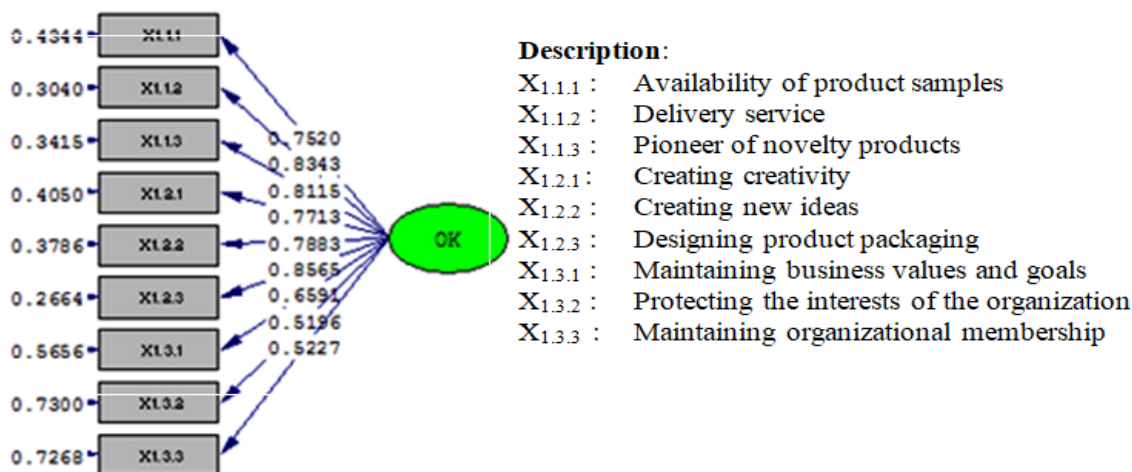 0.4344 X1.1.1
0.3040 X1.1.2
0.3415 X1.1.3
0.4050 X1.2.1
0.3786 X1.2.2
0.2664 X1.2.3
0.5656 X1.3.1
0.7300 X1.3.2
0.7268 X1.3.3
0.7520
0.8343
0.8115
0.7713
0.7883
0.8565
0.6591
0.5196
0.5227
OK
Description:
X1.1.1 : Availability of product samples
X1.1.2 : Delivery service
X1.1.3 : Pioneer of novelty products
X1.2.1 : Creating creativity
X1.2.2 : Creating new ideas
X1.2.3 : Designing product packaging
X1.3.1 : Maintaining business values and goals
X1.3.2 : Protecting the interests of the organization
X1.3.3 : Maintaining organizational membership